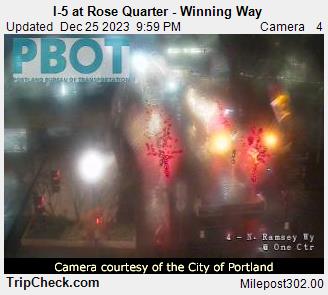 I-5 at Rose Quarter - Winning Way
Updated Dec 25 2023 9:59 PM Camera 4
PBOT
PORTLAND BUREAU OF TRANSPORTATION
4 - N. Ramsey Wy
@ One Ctr
Camera courtesy of the City of Portland
TripCheck.com Milepost302.00